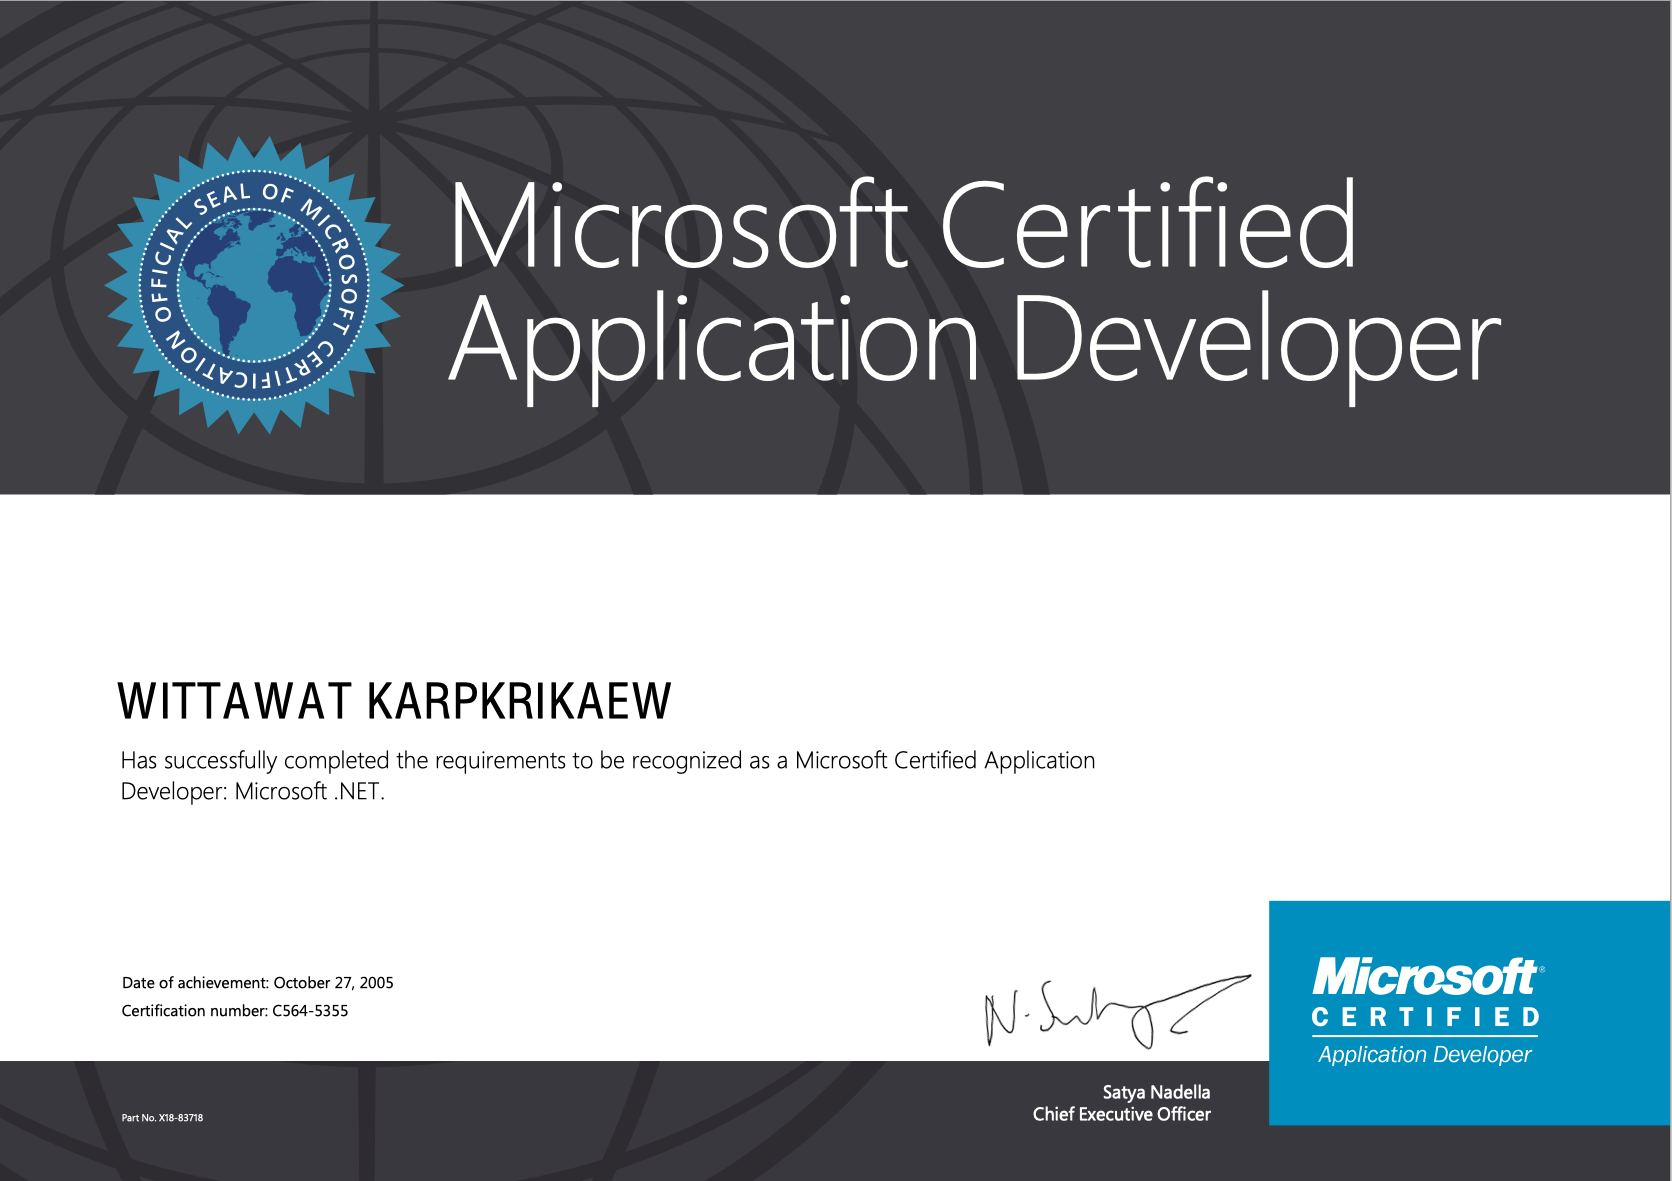 OFFICIAL SEAL OF MICROSOFT CERTIFICATION
Microsoft Certified
Application Developer
WITTAWAT KARPKRIKAEW
Has successfully completed the requirements to be recognized as a Microsoft Certified Application
Developer: Microsoft .NET.
Date of achievement: October 27, 2005
Certification number: C564-5355
N. Satya
Satya Nadella
Chief Executive Officer
Part No. X18-83718
Microsoft®
CERTIFIED
Application Developer